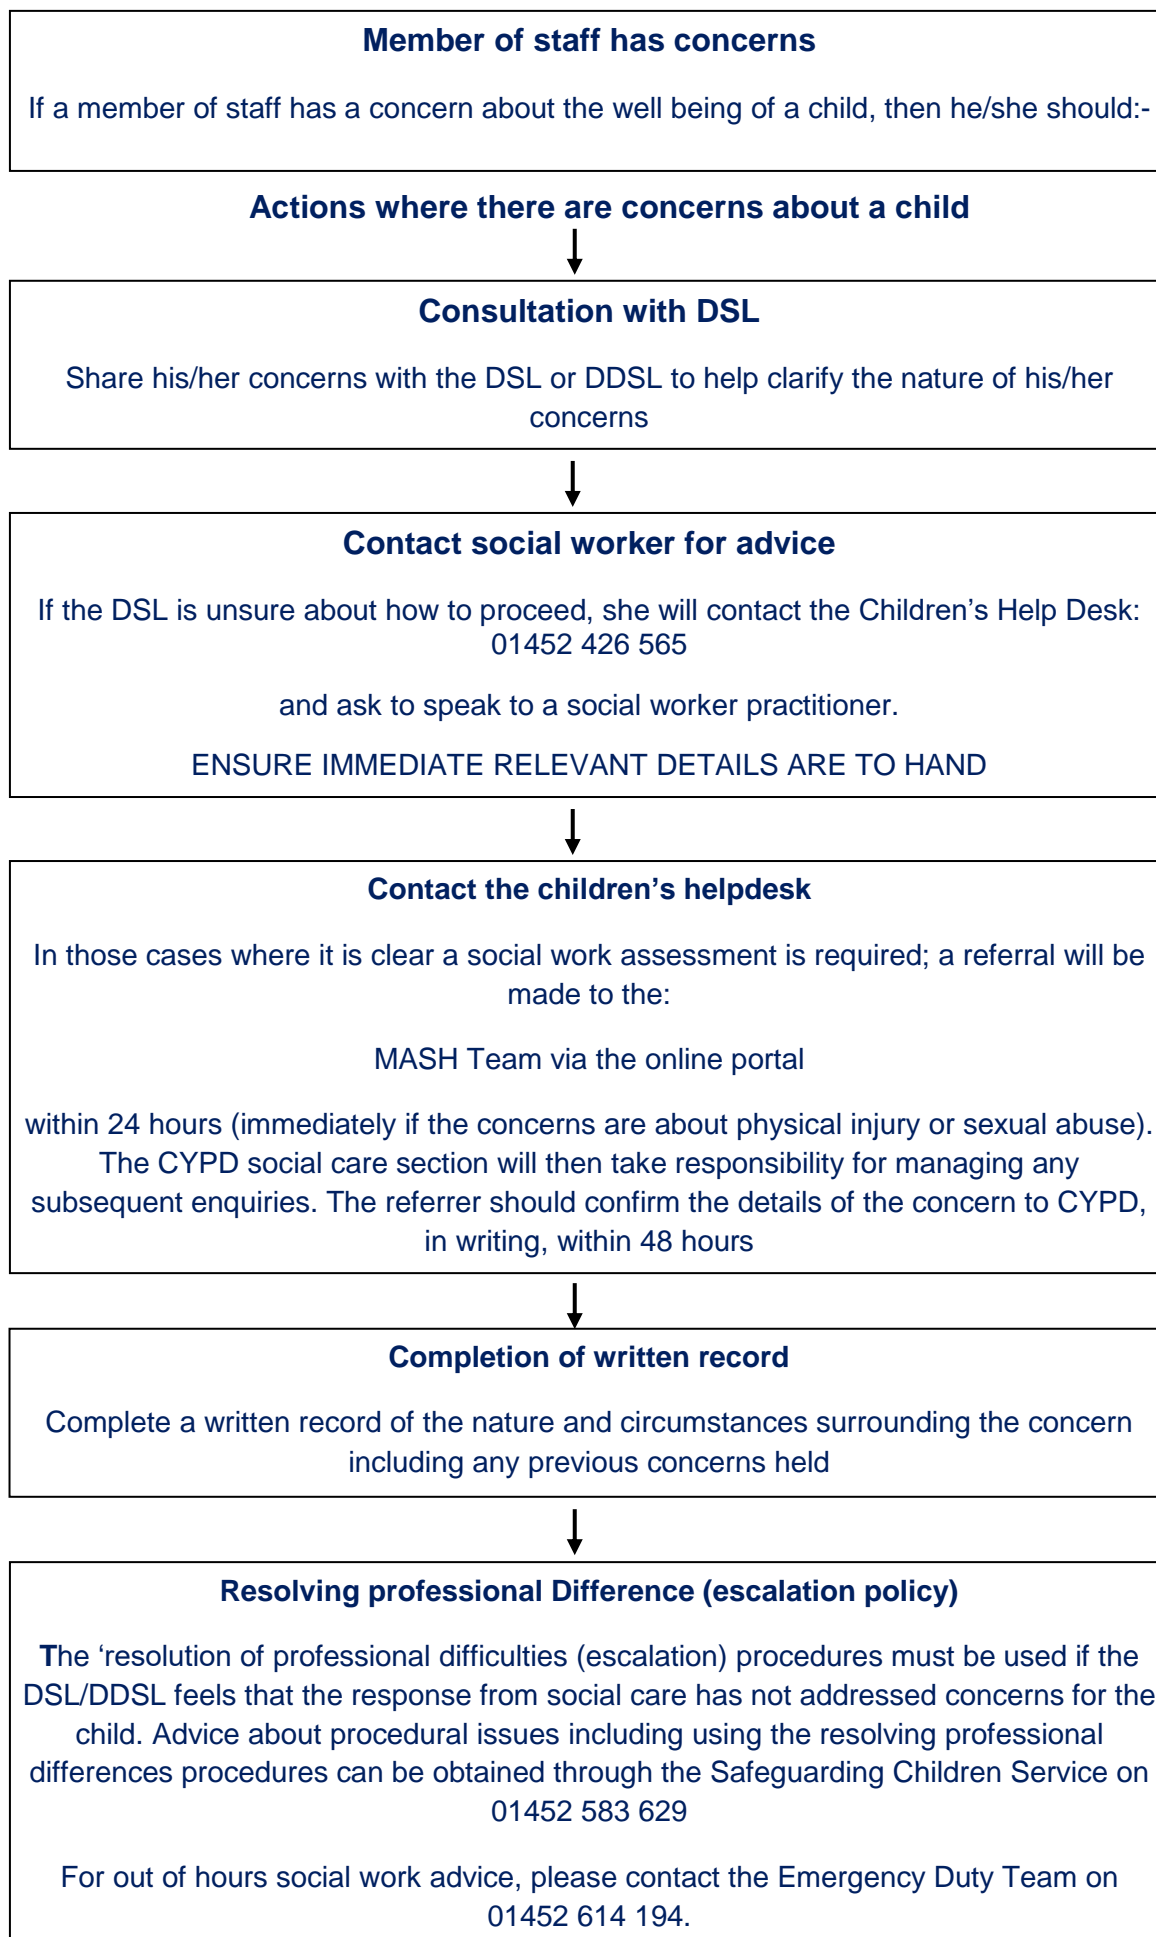 Member of staff has concerns
If a member of staff has a concern about the well being of a child, then he/she should:-
Actions where there are concerns about a child
Consultation with DSL
Share his/her concerns with the DSL or DDSL to help clarify the nature of his/her
concerns
Contact social worker for advice
If the DSL is unsure about how to proceed, she will contact the Children’s Help Desk:
01452 426 565
and ask to speak to a social worker practitioner.
ENSURE IMMEDIATE RELEVANT DETAILS ARE TO HAND
Contact the children’s helpdesk
In those cases where it is clear a social work assessment is required; a referral will be
made to the:
MASH Team via the online portal
within 24 hours (immediately if the concerns are about physical injury or sexual abuse).
The CYPD social care section will then take responsibility for managing any
subsequent enquiries. The referrer should confirm the details of the concern to CYPD,
in writing, within 48 hours
Completion of written record
Complete a written record of the nature and circumstances surrounding the concern
including any previous concerns held
Resolving professional Difference (escalation policy)
The ‘resolution of professional difficulties (escalation) procedures must be used if the
DSL/DDSL feels that the response from social care has not addressed concerns for the
child. Advice about procedural issues including using the resolving professional
differences procedures can be obtained through the Safeguarding Children Service on
01452 583 629
For out of hours social work advice, please contact the Emergency Duty Team on
01452 614 194.